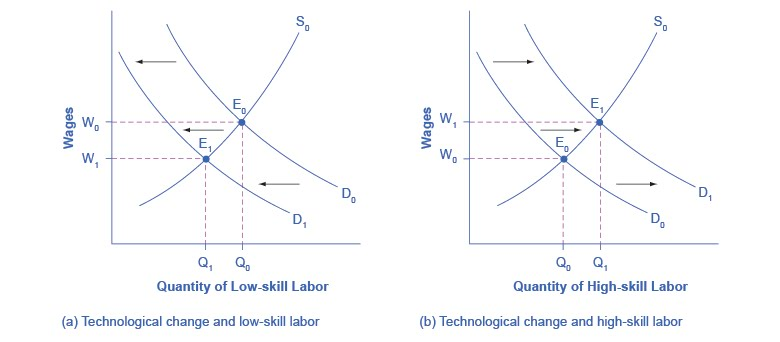 S₀
E₀
Wages
W₀
E₁
W₁
D₀
D₁
Q₁ Q₀
Quantity of Low-skill Labor
(a) Technological change and low-skill labor
S₀
E₁
Wages
W₁
E₀
W₀
D₁
D₀
Q₀ Q₁
Quantity of High-skill Labor
(b) Technological change and high-skill labor